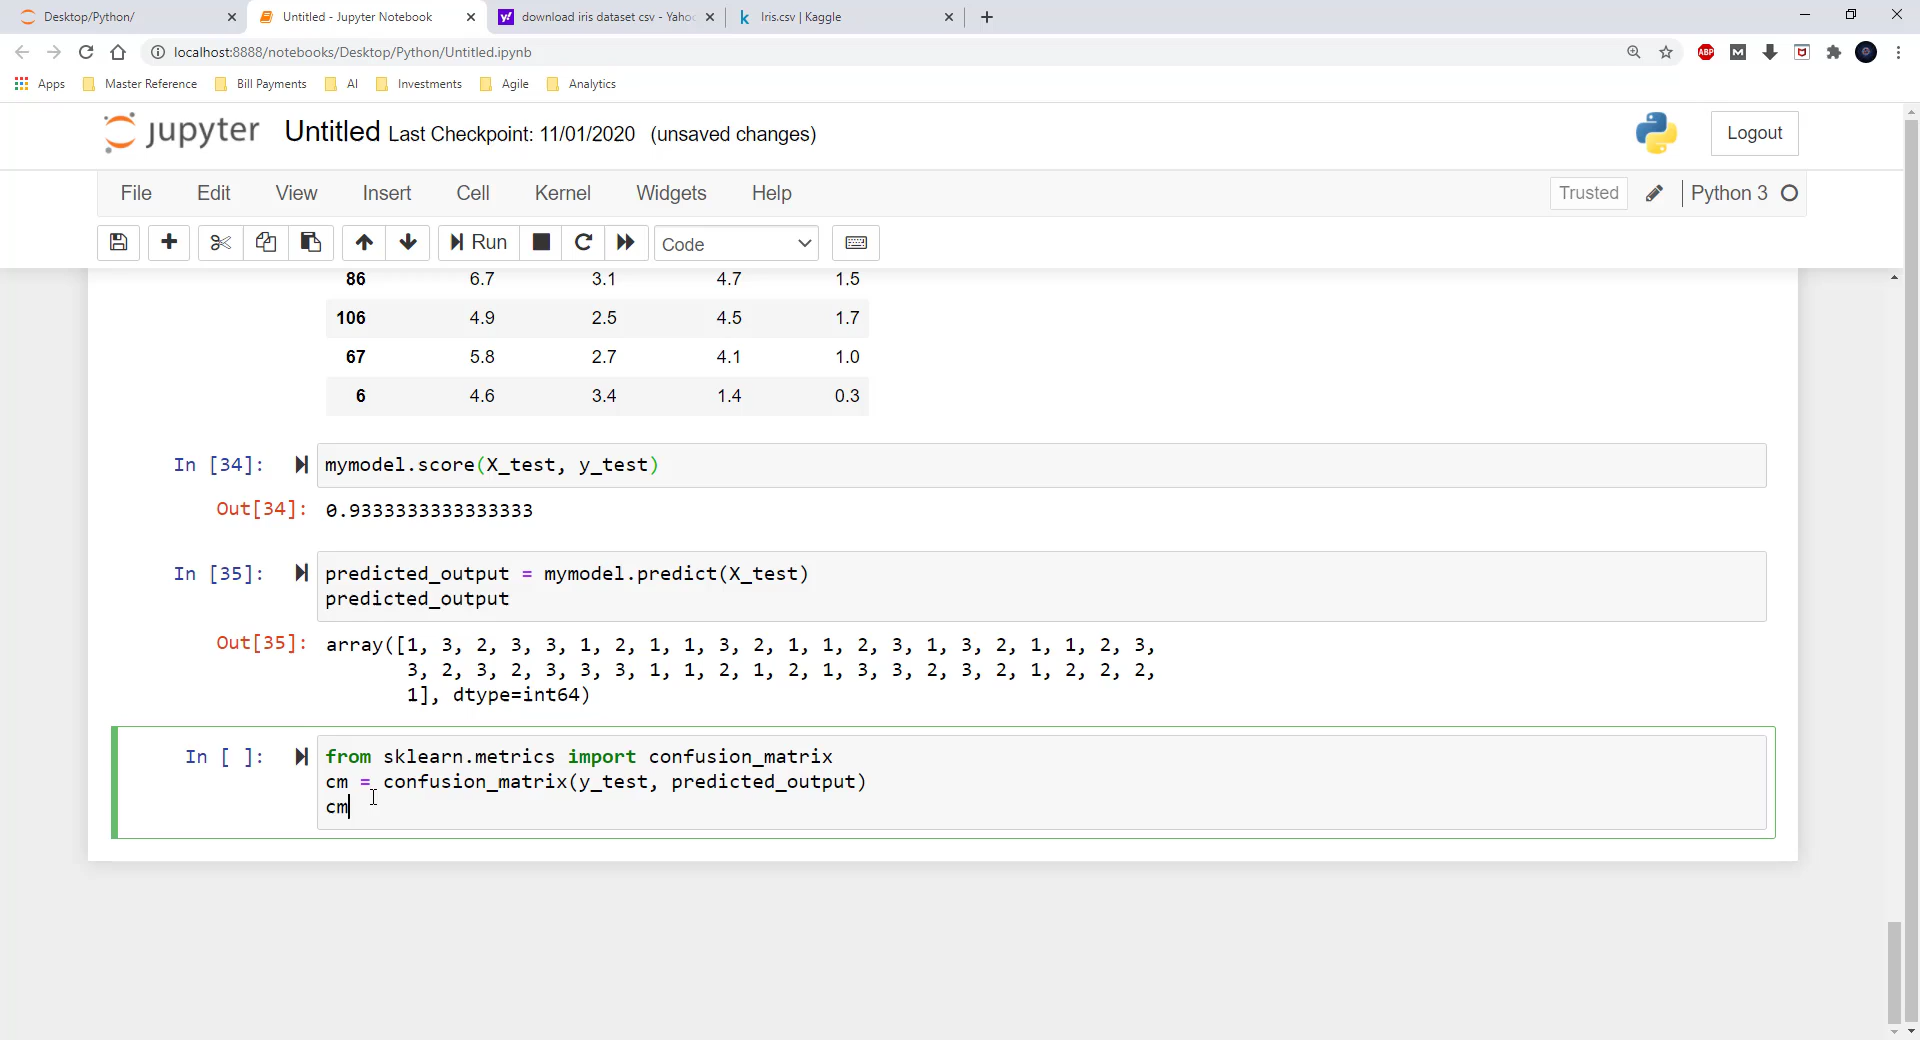 Desktop/Python/
Untitled - Jupyter Notebook
download iris dataset csv - Yahoo
Iris.csv | Kaggle
localhost:8888/notebooks/Desktop/Python/Untitled.ipynb
ABP
M
Apps
Master Reference
Bill Payments
AI
Investments
Agile
Analytics
jupyter Untitled Last Checkpoint: 11/01/2020 (unsaved changes)
Logout
File Edit View Insert Cell Kernel Widgets Help
Trusted
Python 3
Run
Code
86 6.7 3.1 4.7 1.5
106 4.9 2.5 4.5 1.7
67 5.8 2.7 4.1 1.0
6 4.6 3.4 1.4 0.3
In [34]: mymodel.score(X_test, y_test)
Out[34]: 0.9333333333333333
In [35]: predicted_output = mymodel.predict(X_test)
predicted_output
Out[35]: array([1, 3, 2, 3, 3, 1, 2, 1, 1, 3, 2, 1, 1, 2, 3, 1, 3, 2, 1, 1, 2, 3,
3, 2, 3, 2, 3, 3, 3, 1, 1, 2, 1, 2, 1, 3, 3, 2, 3, 2, 1, 2, 2, 2,
1], dtype=int64)
In [ ]: from sklearn.metrics import confusion_matrix
cm = confusion_matrix(y_test, predicted_output)
cm